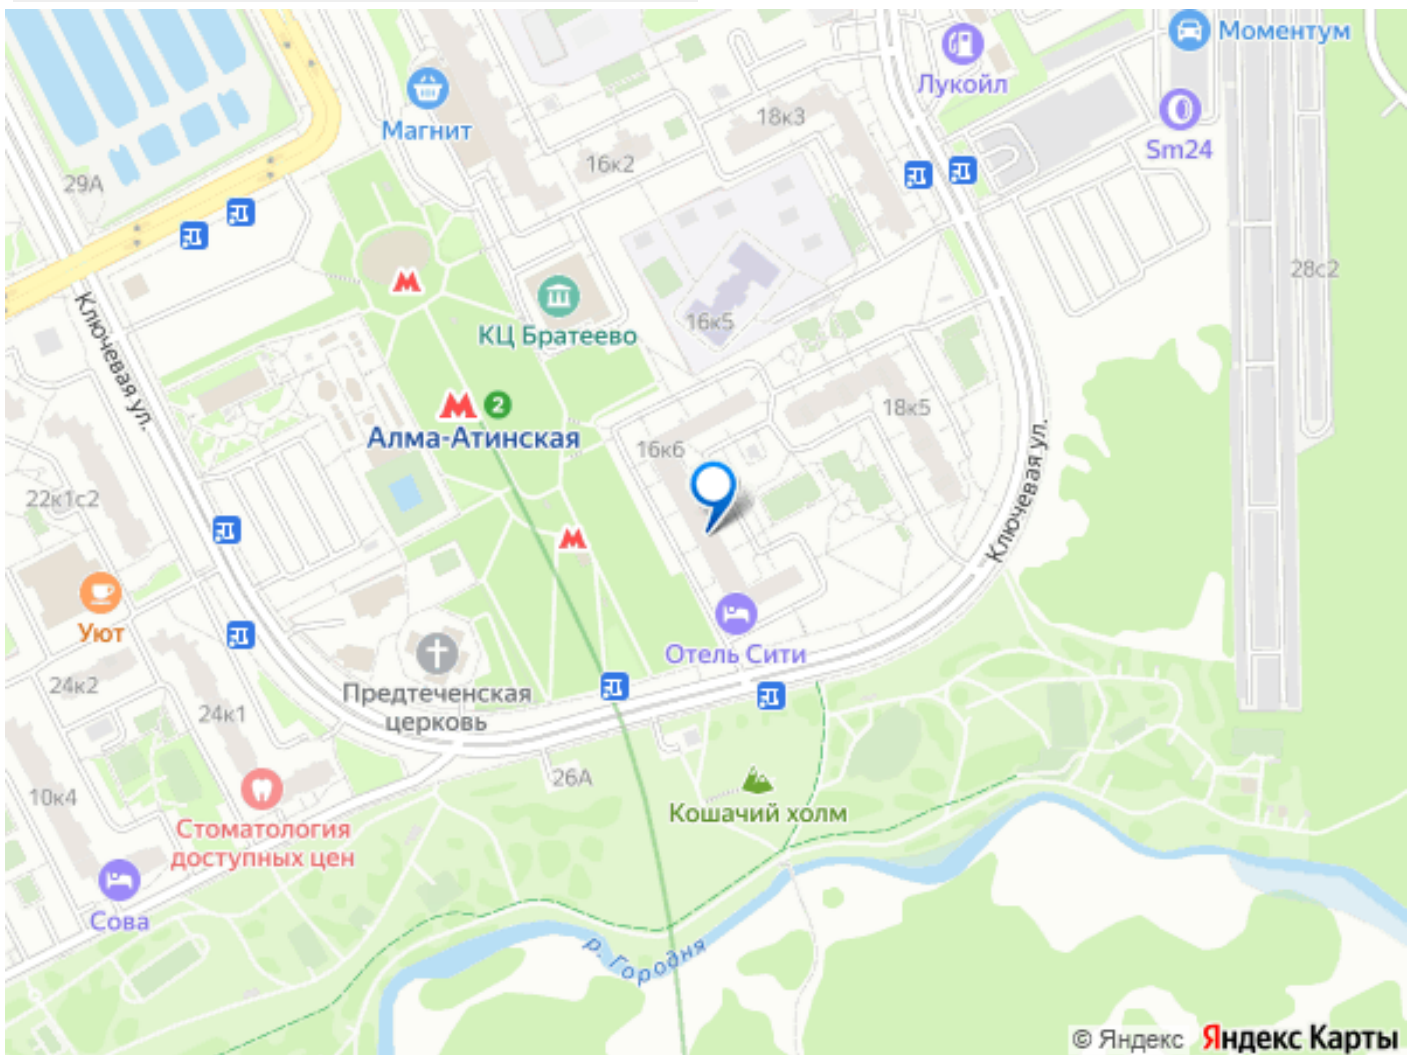 Моментум
Лукойл
Магнит
18к3
Sm24
16к2
29А
28с2
Ключевая ул.
КЦ Братеево
16к5
2
Алма-Атинская
18к5
16к6
Ключевая ул.
22к1с2
Уют
Отель Сити
24к2
Предтеченская
церковь
24к1
26А
10к4
Кошачий холм
Стоматология
доступных цен
Сова
р. Городня
© Яндекс Яндекс Карты